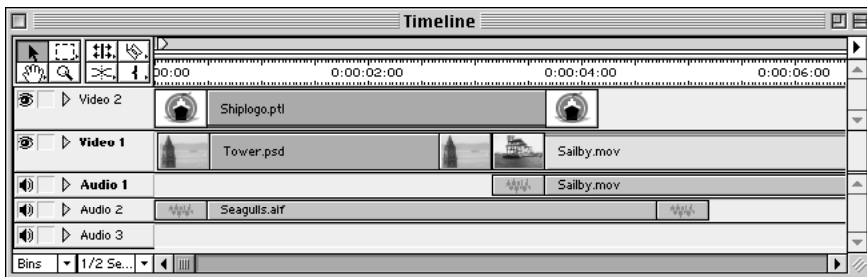 Timeline
00:00 0:00:02:00 0:00:04:00 0:00:06:00
Video 2 Shiplogo.ptl
Video 1 Tower.psd Sailby.mov
Audio 1 Sailby.mov
Audio 2 Seagulls.aif
Audio 3
Bins 1/2 Se...